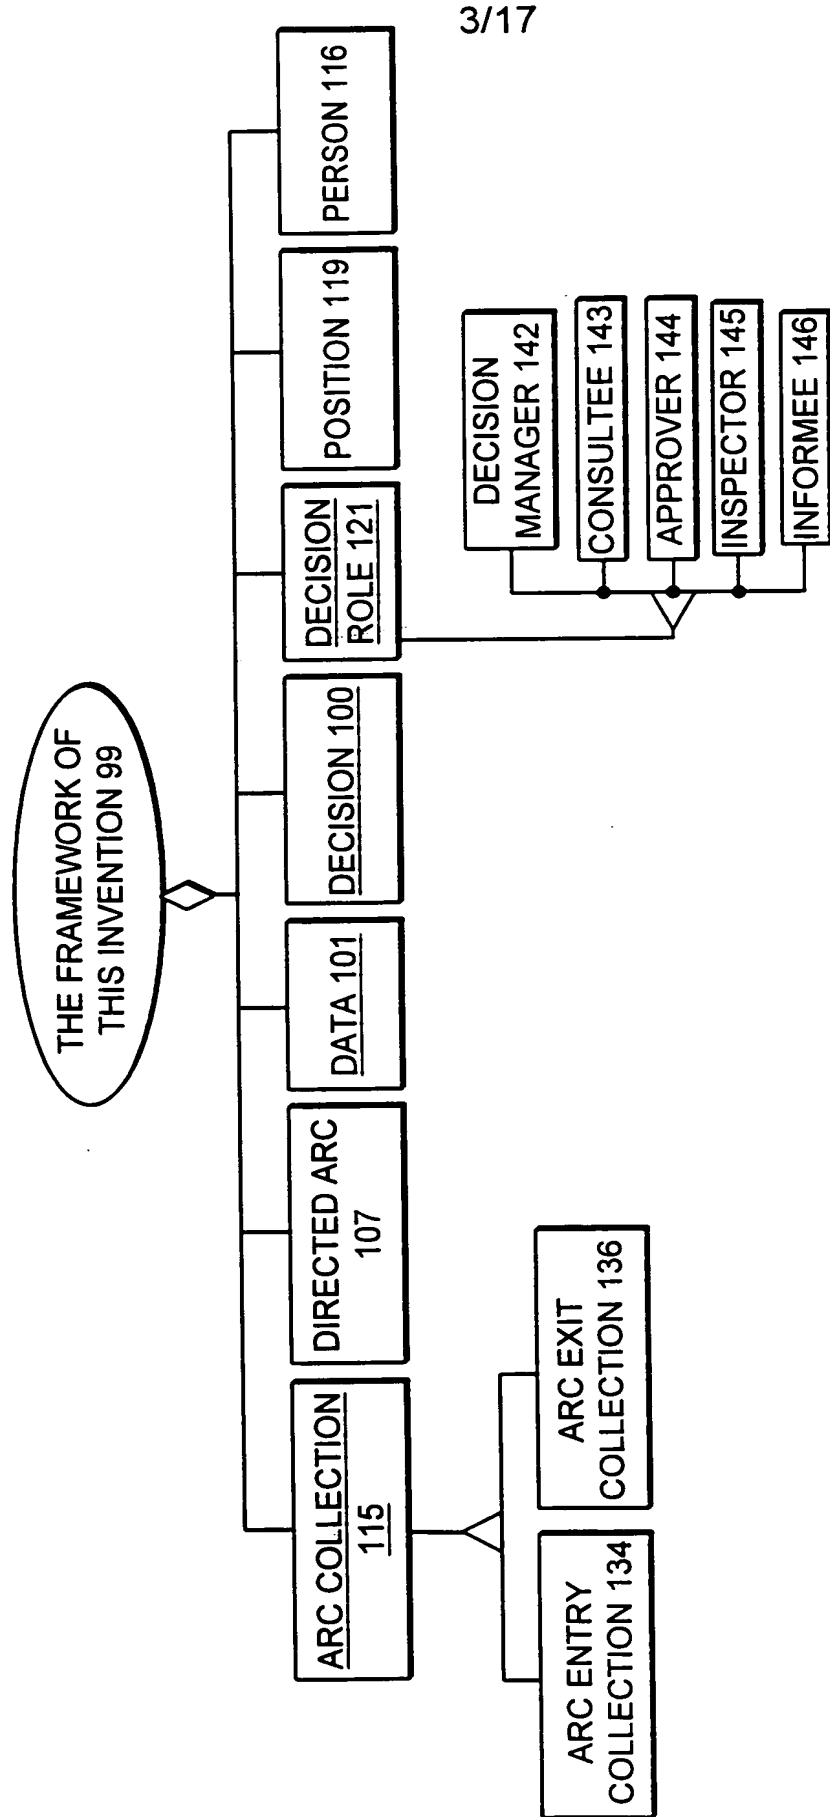 3/17
THE FRAMEWORK OF
THIS INVENTION 99
ARC COLLECTION
115
DIRECTED ARC
107
DATA 101
DECISION 100
DECISION
ROLE 121
POSITION 119
PERSON 116
ARC ENTRY
COLLECTION 134
ARC EXIT
COLLECTION 136
DECISION
MANAGER 142
CONSULTEE 143
APPROVER 144
INSPECTOR 145
INFORMEE 146